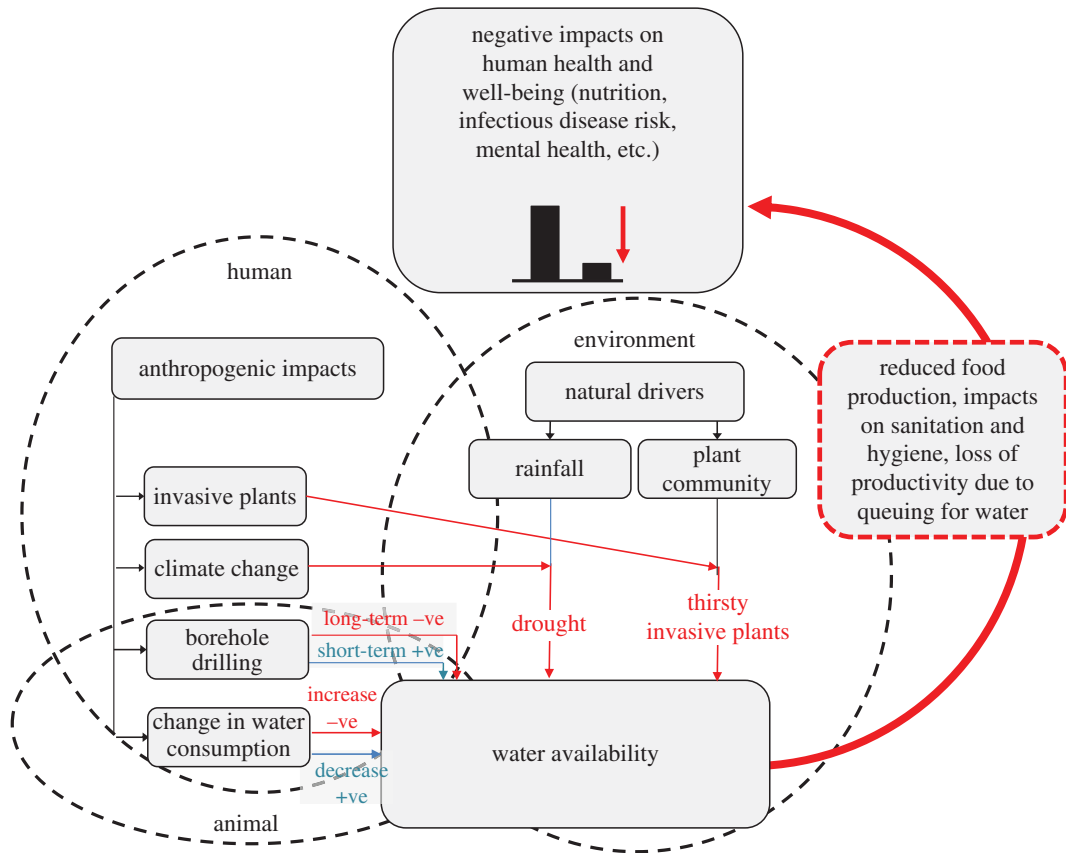 negative impacts on
human health and
well-being (nutrition,
infectious disease risk,
mental health, etc.)
human
environment
anthropogenic impacts
natural drivers
reduced food
production, impacts
on sanitation and
hygiene, loss of
productivity due to
queuing for water
rainfall
plant
community
invasive plants
climate change
drought
thirsty
invasive plants
borehole
drilling
long-term –ve
short-term +ve
change in water
consumption
increase
–ve
decrease
+ve
water availability
animal